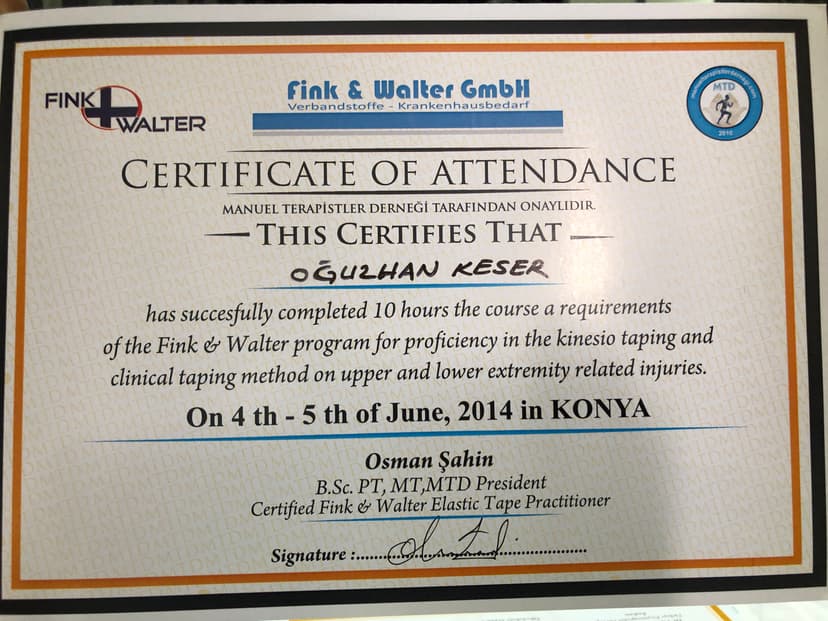 FINK WALTER
Fink & Walter GmbH
Verbandstoffe - Krankenhausbedarf
manuelterapistlerdernegi.com
MTD
2010
CERTIFICATE OF ATTENDANCE
MANUEL TERAPİSTLER DERNEĞİ TARAFINDAN ONAYLIDIR.
THIS CERTIFIES THAT
OĞUZHAN KESER
has succesfully completed 10 hours the course a requirements
of the Fink & Walter program for proficiency in the kinesio taping and
clinical taping method on upper and lower extremity related injuries.
On 4 th - 5 th of June, 2014 in KONYA
Osman Şahin
B.Sc. PT, MT,MTD President
Certified Fink & Walter Elastic Tape Practitioner
Signature :